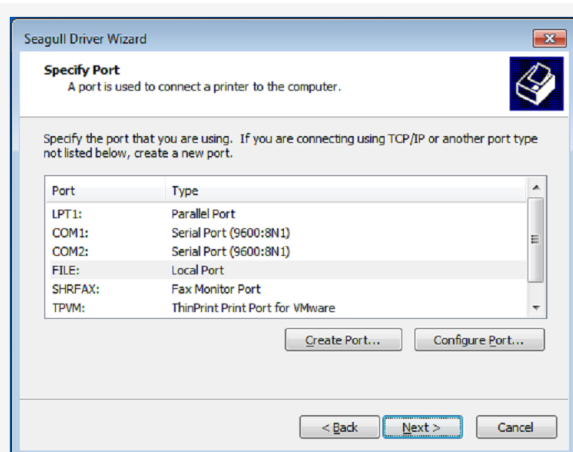 Seagull Driver Wizard
Specify Port
A port is used to connect a printer to the computer.
Specify the port that you are using. If you are connecting using TCP/IP or another port type
not listed below, create a new port.
Port Type
LPT1: Parallel Port
COM1: Serial Port (9600:8N1)
COM2: Serial Port (9600:8N1)
FILE: Local Port
SHRFAX: Fax Monitor Port
TPVM: ThinPrint Print Port for VMware
Create Port... Configure Port...
< Back Next > Cancel